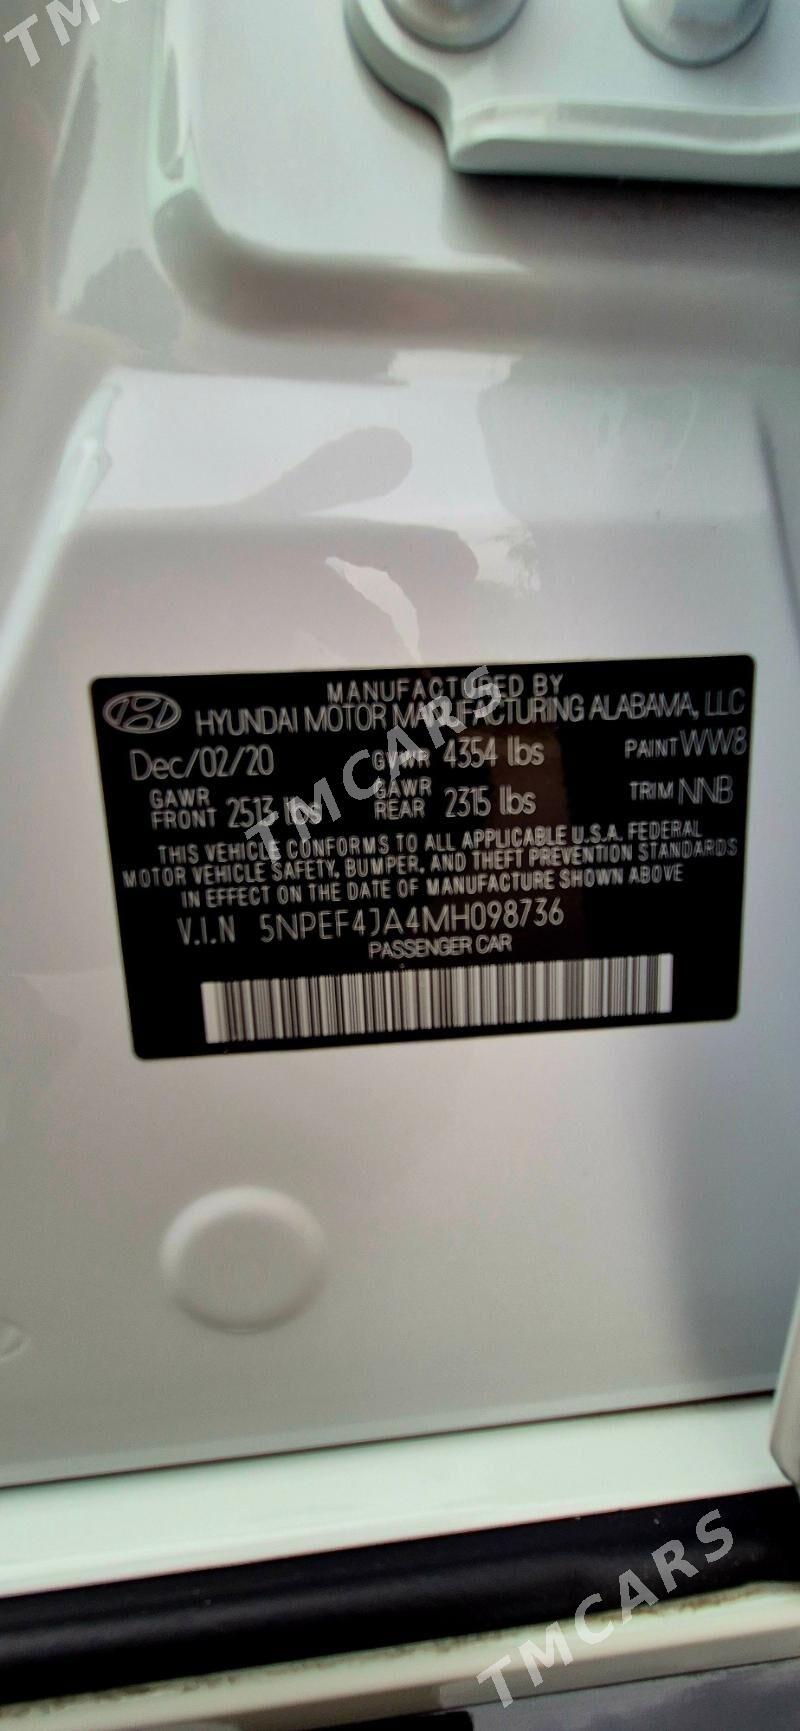 TMCARS
MANUFACTURED BY
HYUNDAI MOTOR MANUFACTURING ALABAMA, LLC
Dec/02/20 GVWR 4354 lbs PAINT WW8
GAWR FRONT 2513 lbs GAWR REAR 2315 lbs TRIM NNB
THIS VEHICLE CONFORMS TO ALL APPLICABLE U.S.A. FEDERAL
MOTOR VEHICLE SAFETY, BUMPER, AND THEFT PREVENTION STANDARDS
IN EFFECT ON THE DATE OF MANUFACTURE SHOWN ABOVE
V.I.N 5NPEF4JA4MH098736
PASSENGER CAR
TMCARS